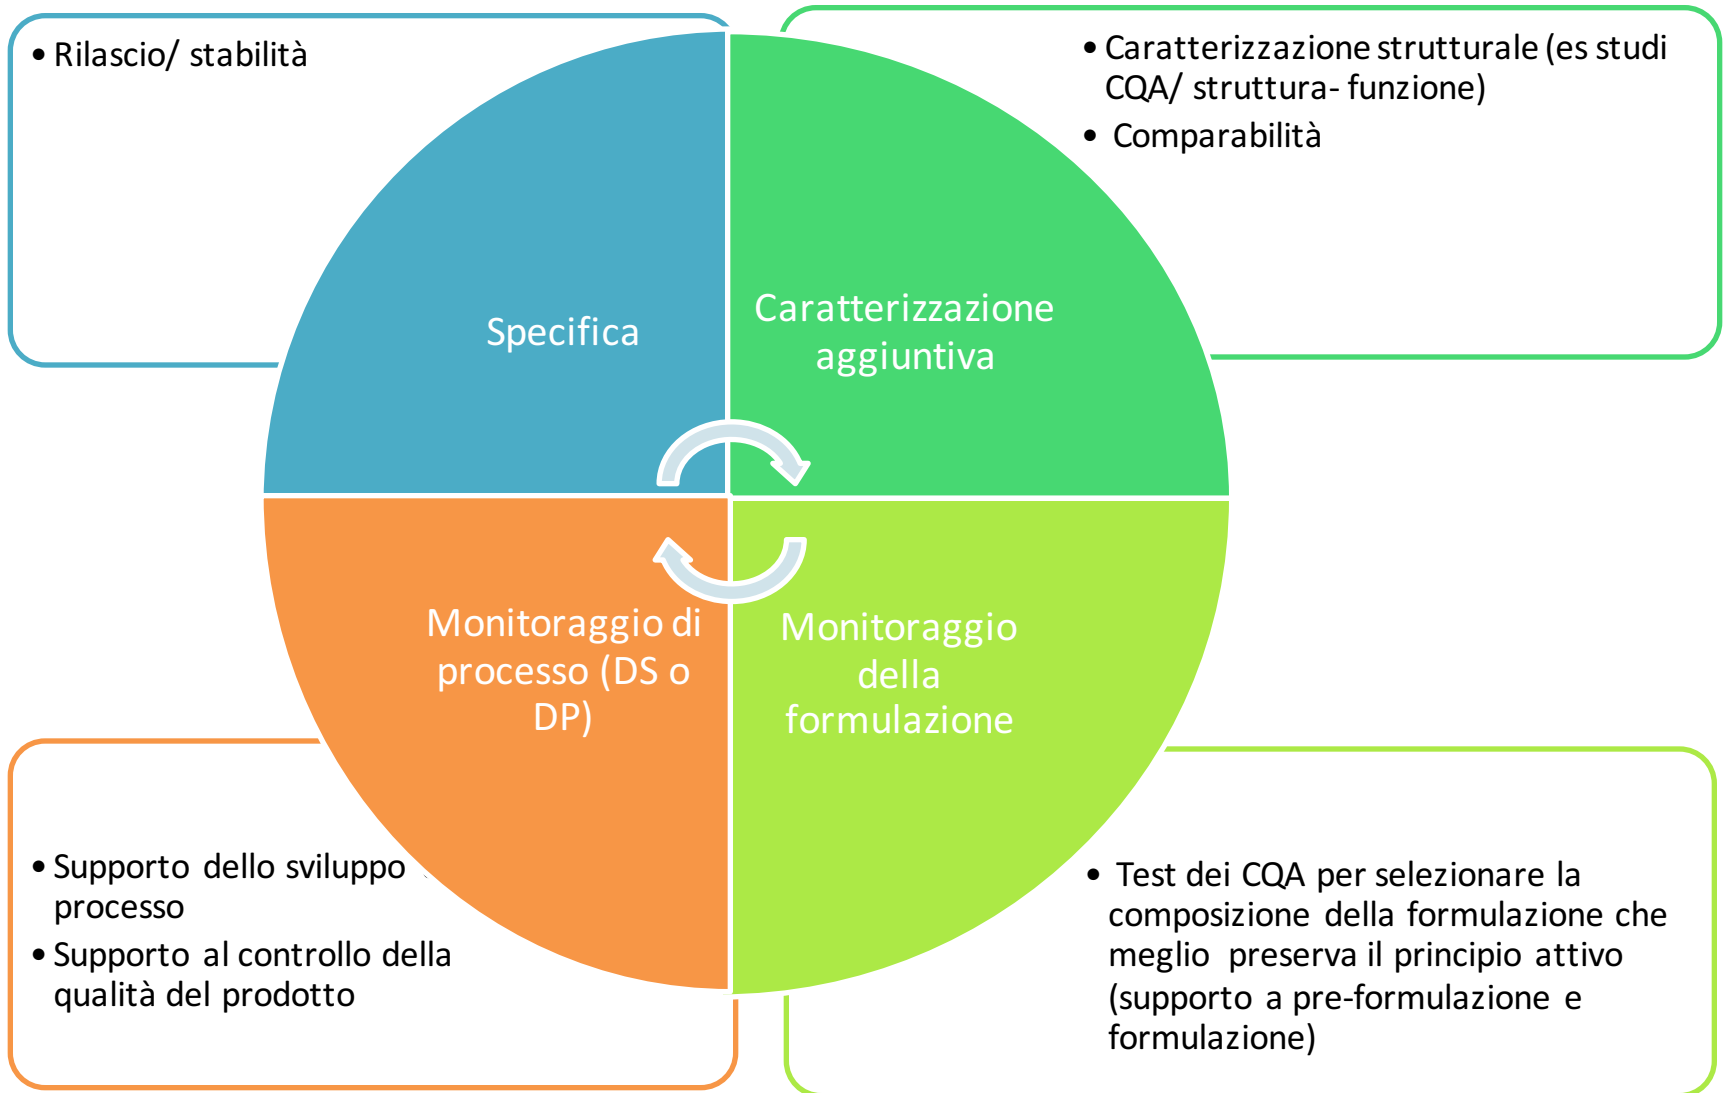 • Rilascio/ stabilità
• Caratterizzazione strutturale (es studi
CQA/ struttura- funzione)
• Comparabilità
Specifica
Caratterizzazione
aggiuntiva
Monitoraggio di
processo (DS o
DP)
Monitoraggio
della
formulazione
• Supporto dello sviluppo
processo
• Supporto al controllo della
qualità del prodotto
• Test dei CQA per selezionare la
composizione della formulazione che
meglio preserva il principio attivo
(supporto a pre-formulazione e
formulazione)